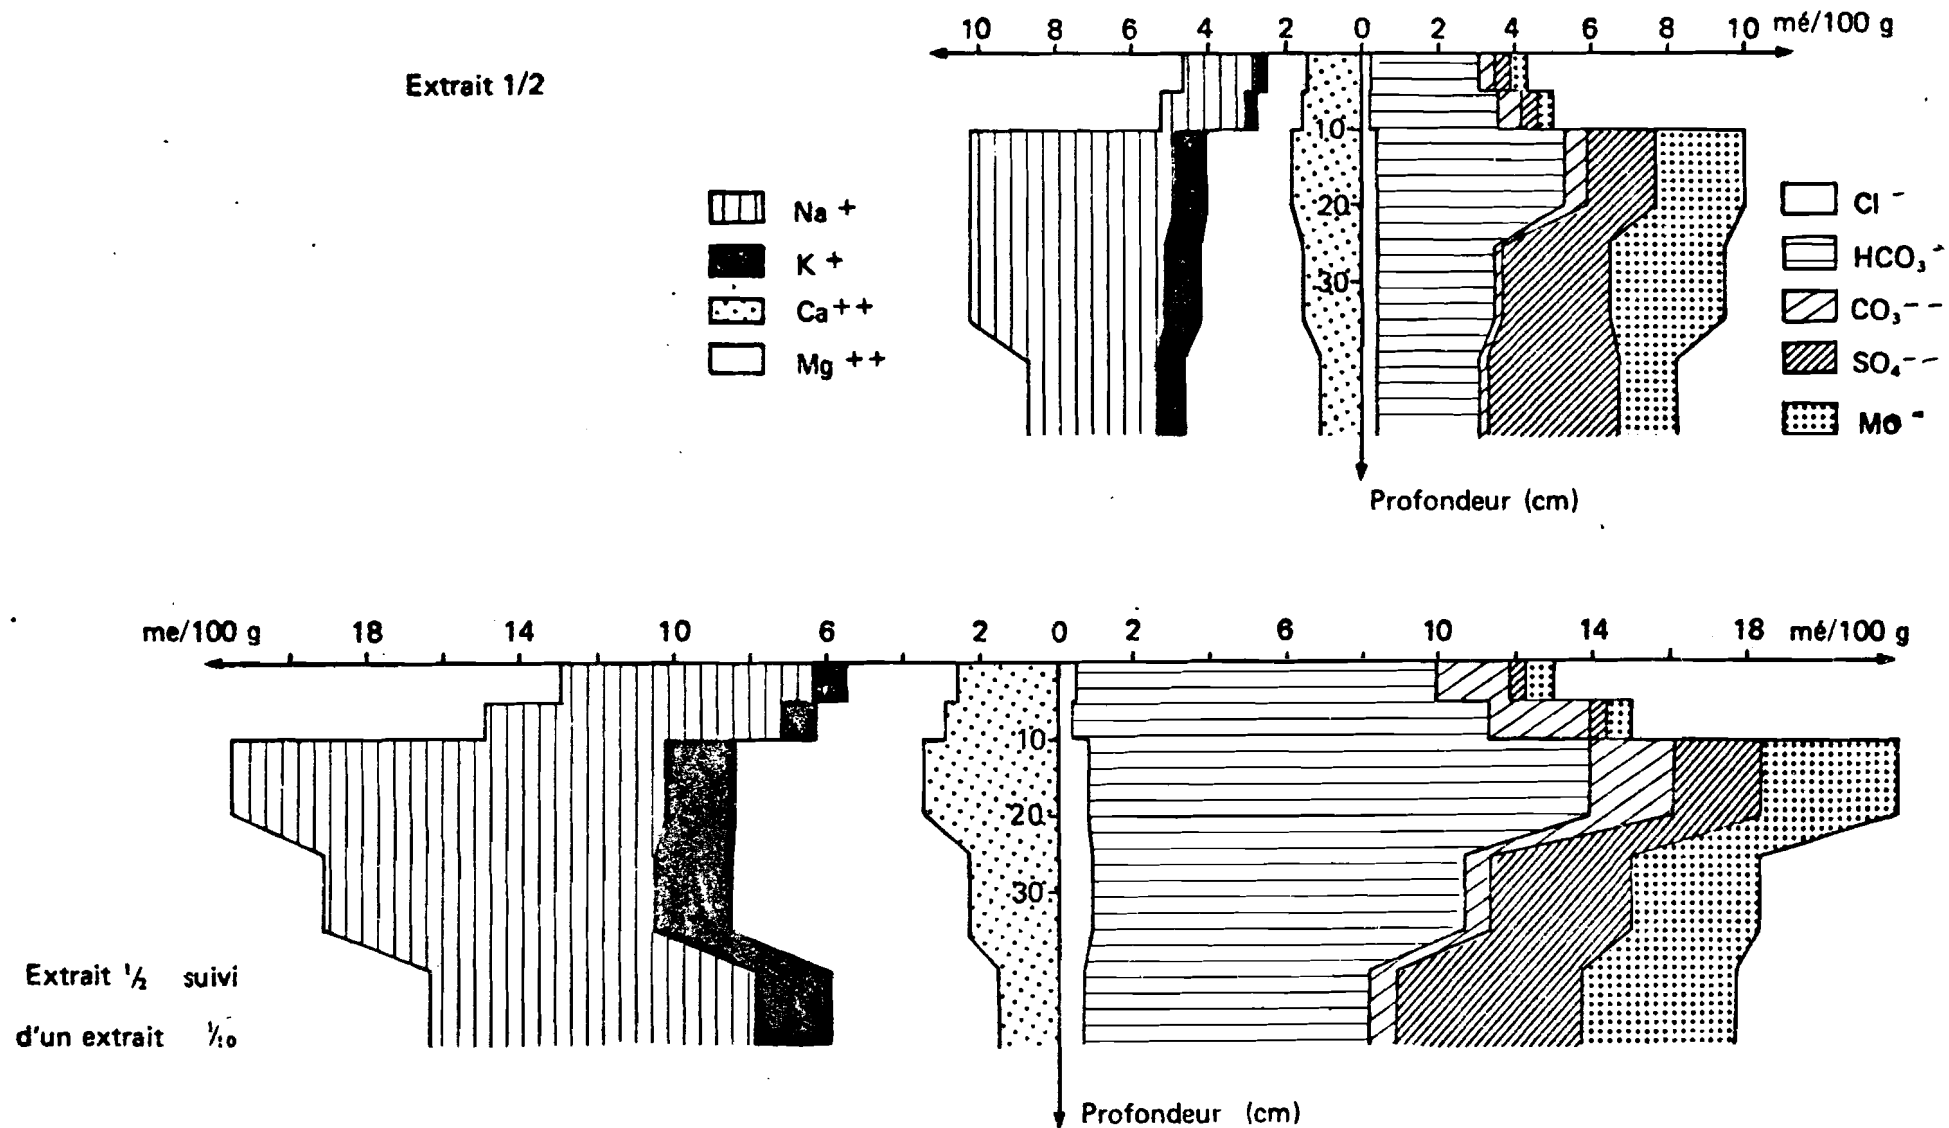 10 8 6 4 2 0 2 4 6 8 10 mé/100 g
Extrait 1/2
10
20
30
Na +
K +
Ca ++
Mg ++
Cl -
HCO₃ -
CO₃ --
SO₄ --
Mo -
Profondeur (cm)
me/100 g 18 14 10 6 2 0 2 6 10 14 18 mé/100 g
10
20
30
Extrait ½ suivi
d'un extrait 1/10
Profondeur (cm)